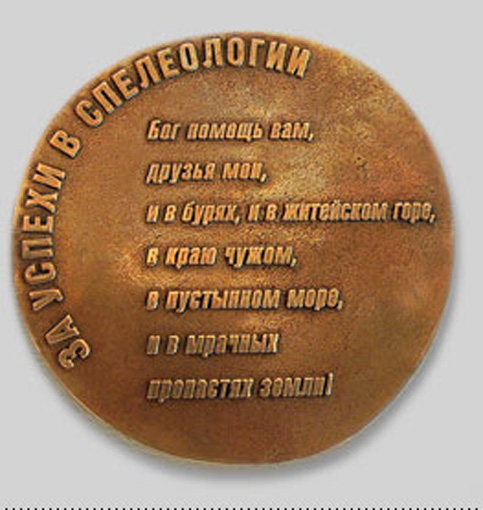 ЗА УСПЕХИ В СПЕЛЕОЛОГИИ
Бог помощь вам,
друзья мои,
и в бурях, и в житейском горе,
в краю чужом,
в пустынном море,
и в мрачных
пропастях земли!